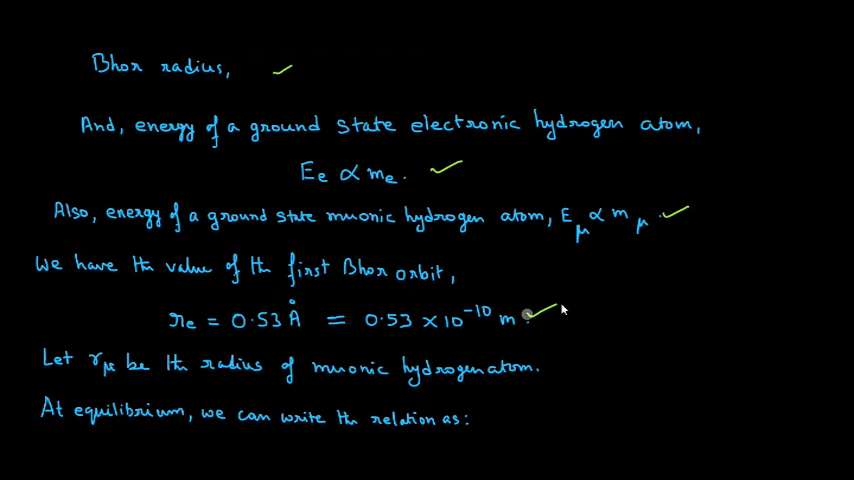 Bhor radius,
And, energy of a ground state electronic hydrogen atom,
Ee ∝ me.
Also, energy of a ground state muonic hydrogen atom, Eμ ∝ mμ.
We have the value of the first Bhor orbit,
re = 0.53 Å = 0.53 × 10⁻¹⁰ m.
Let rμ be the radius of muonic hydrogen atom.
At equilibrium, we can write the relation as: